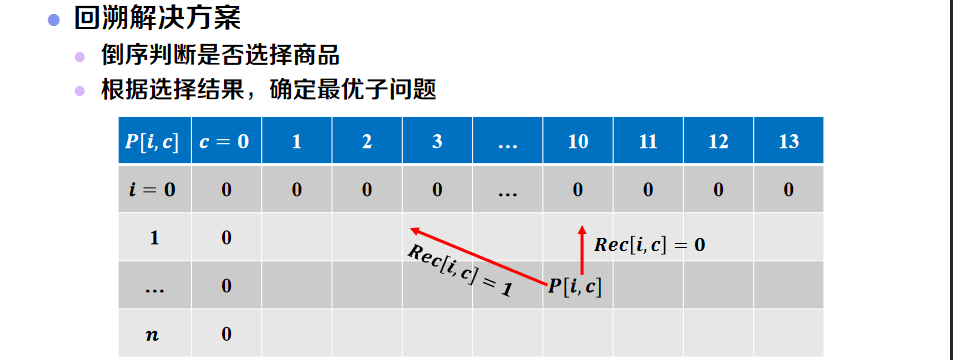 回溯解决方案
倒序判断是否选择商品
根据选择结果，确定最优子问题
P[i, c] c = 0 1 2 3 … 10 11 12 13
i = 0 0 0 0 0 … 0 0 0 0
1 0
Rec[i, c] = 1
Rec[i, c] = 0
… 0
P[i, c]
n 0